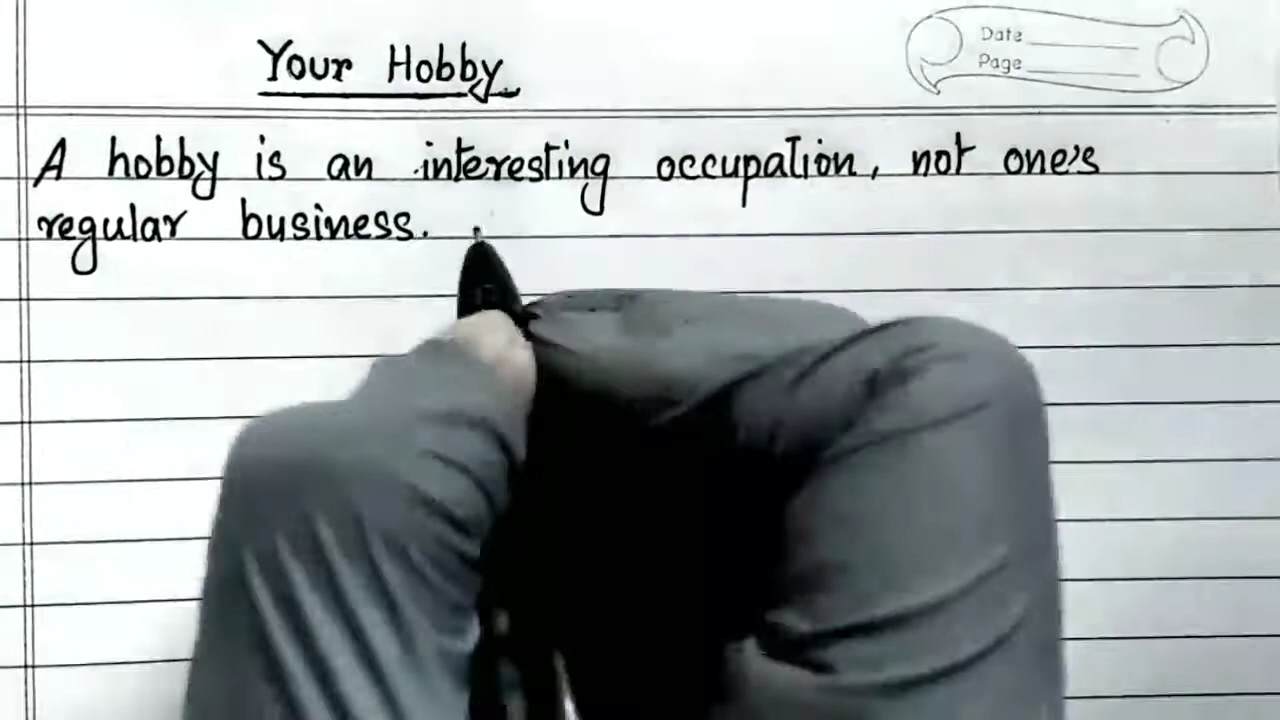 Your Hobby
Date
Page
A hobby is an interesting occupation, not one's
regular business.